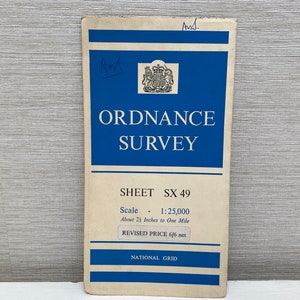 ORDNANCE
SURVEY
SHEET SX 49
Scale - 1:25,000
About 2½ Inches to One Mile
REVISED PRICE 6/6 net
NATIONAL GRID